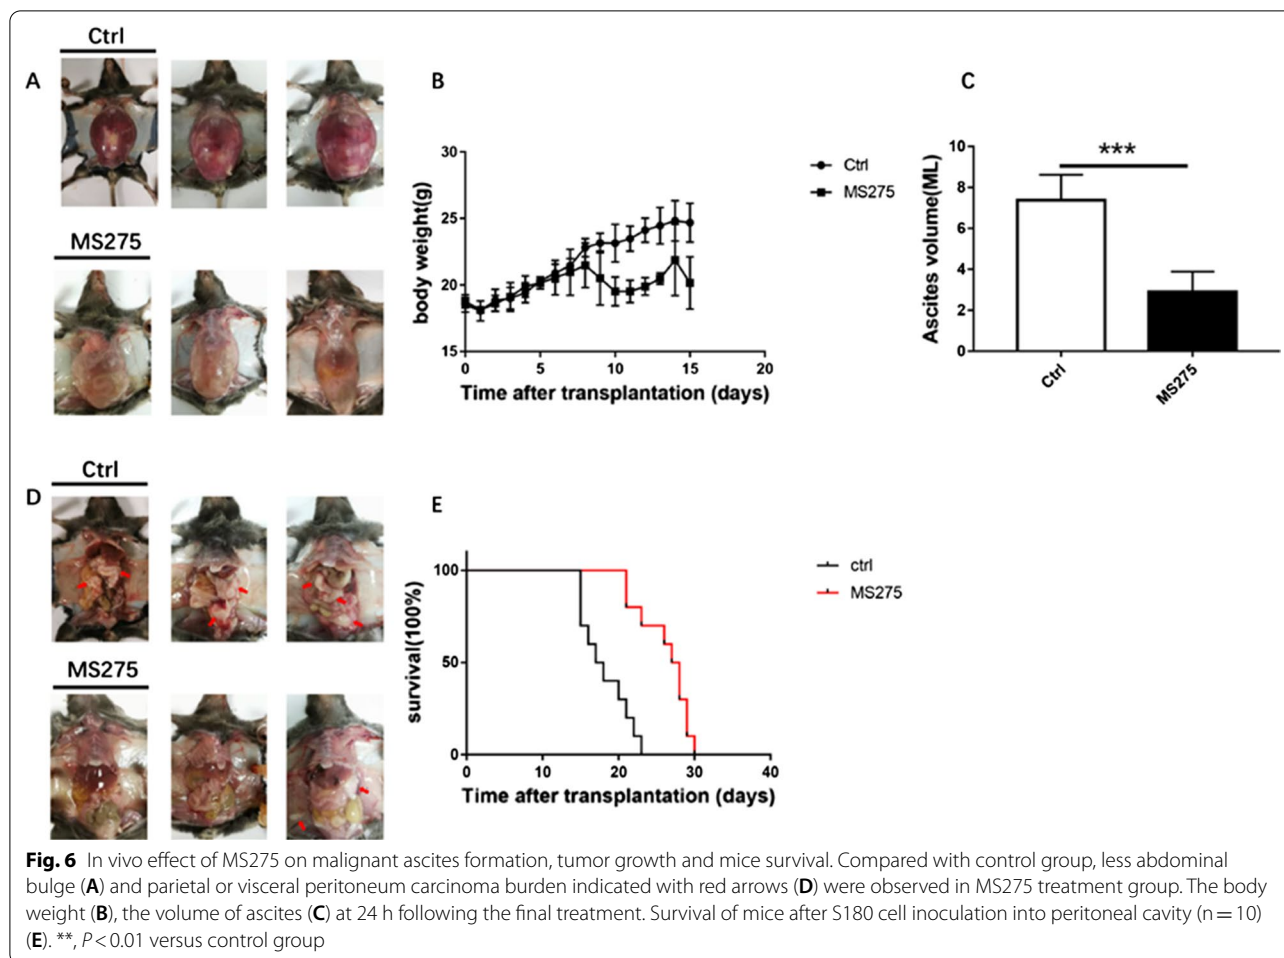 Ctrl
A
MS275
B
30
25
20
15
body weight(g)
0
5
10
15
20
Time after transplantation (days)
Ctrl
MS275
C
10
8
6
4
2
0
Ascites volume(ML)
***
Ctrl
MS275
Ctrl
D
MS275
E
100
50
0
survival(100%)
0
10
20
30
40
Time after transplantation (days)
ctrl
MS275
Fig. 6 In vivo effect of MS275 on malignant ascites formation, tumor growth and mice survival. Compared with control group, less abdominal
bulge (A) and parietal or visceral peritoneum carcinoma burden indicated with red arrows (D) were observed in MS275 treatment group. The body
weight (B), the volume of ascites (C) at 24 h following the final treatment. Survival of mice after S180 cell inoculation into peritoneal cavity (n = 10)
(E). **, P < 0.01 versus control group